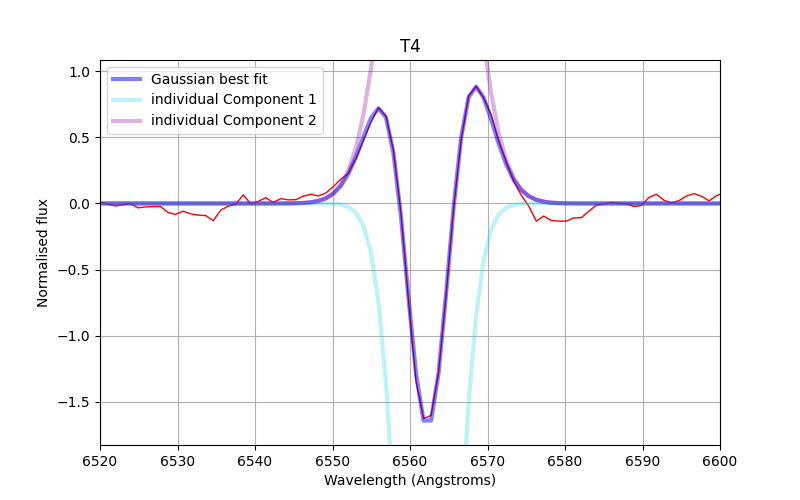 T4
Gaussian best fit
individual Component 1
individual Component 2
Normalised flux
1.0
0.5
0.0
−0.5
−1.0
−1.5
6520 6530 6540 6550 6560 6570 6580 6590 6600
Wavelength (Angstroms)